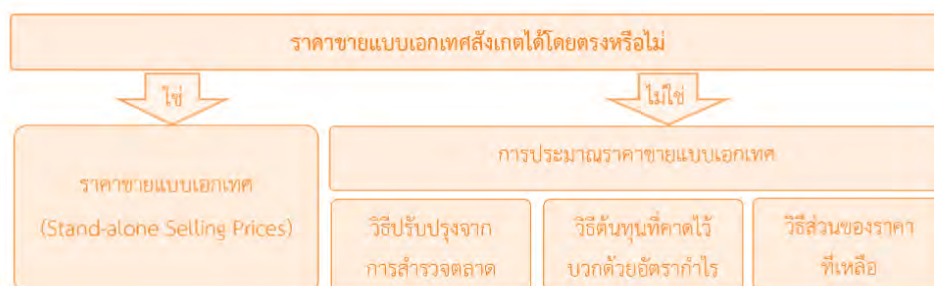 ราคาขายแบบเอกเทศสังเกตได้โดยตรงหรือไม่
ใช่
ไม่ใช่
ราคาขายแบบเอกเทศ
(Stand-alone Selling Prices)
การประมาณราคาขายแบบเอกเทศ
วิธีปรับปรุงจาก
การสำรวจตลาด
วิธีต้นทุนที่คาดไว้
บวกด้วยอัตรากำไร
วิธีส่วนของราคา
ที่เหลือ